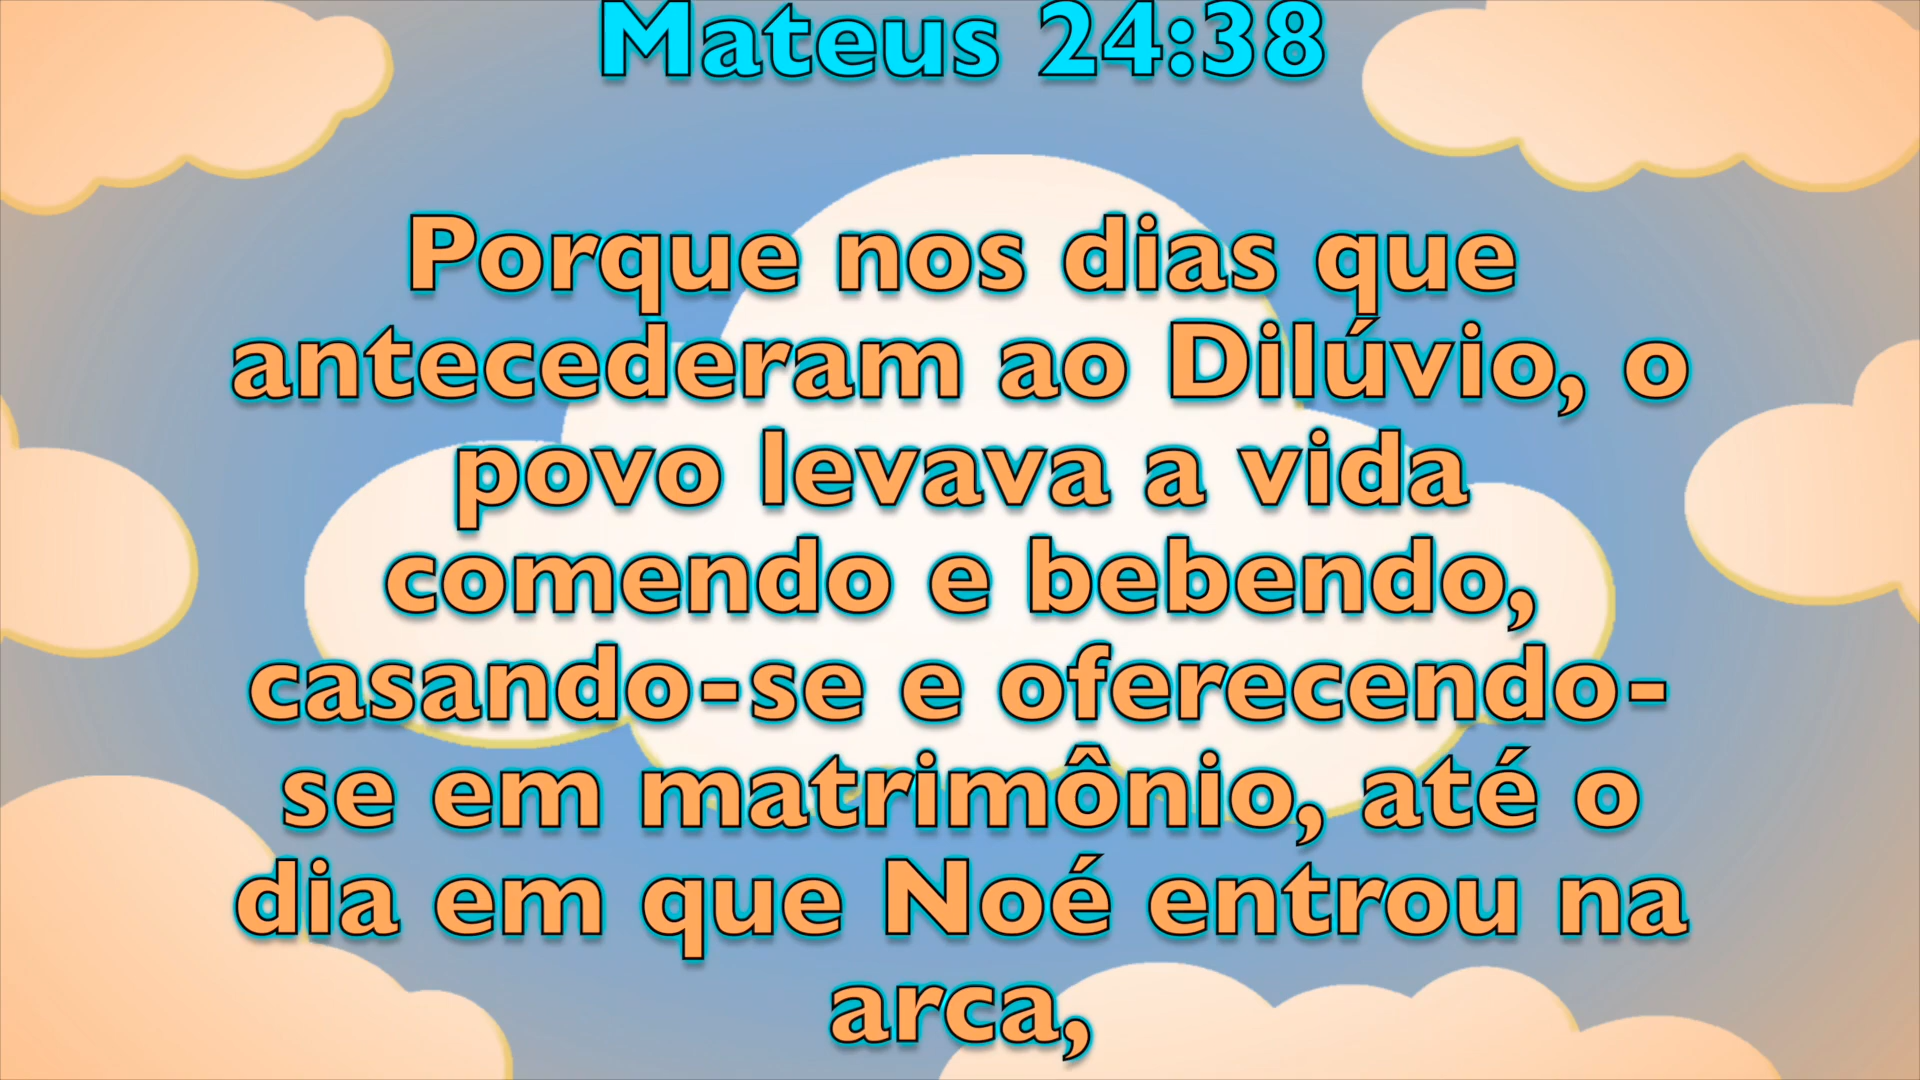 Mateus 24:38
Porque nos dias que
antecederam ao Dilúvio, o
povo levava a vida
comendo e bebendo,
casando-se e oferecendo-
se em matrimônio, até o
dia em que Noé entrou na
arca,